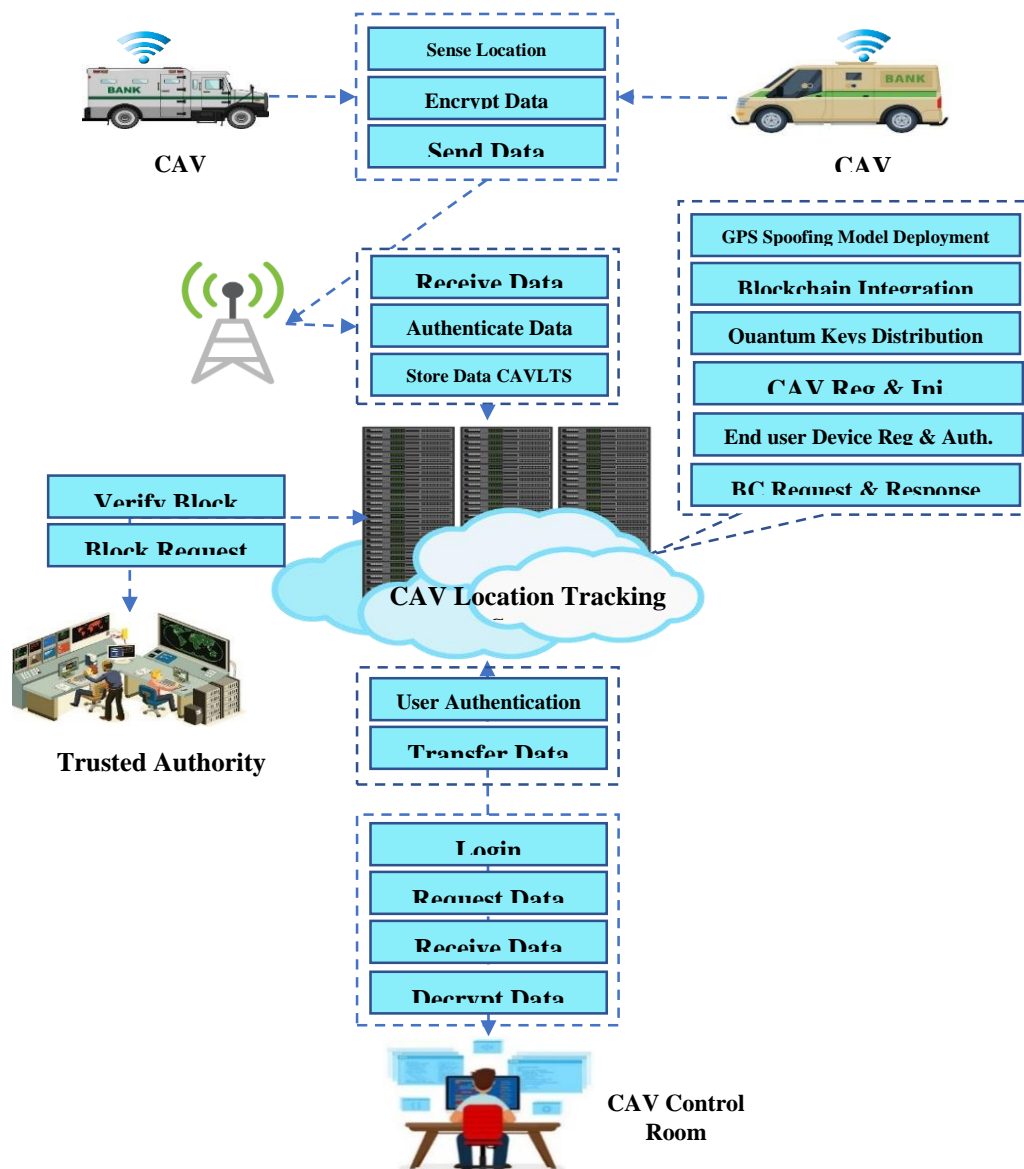 Sense Location
BANK
Encrypt Data
BANK
Send Data
CAV
CAV
GPS Spoofing Model Deployment
Receive Data
Blockchain Integration
Authenticate Data
Quantum Keys Distribution
Store Data CAVLTS
CAV Reg & Ini
End user Device Reg & Auth.
Verify Block
BC Request & Response
Block Request
CAV Location Tracking
User Authentication
Transfer Data
Trusted Authority
Login
Request Data
Receive Data
Decrypt Data
CAV Control
Room